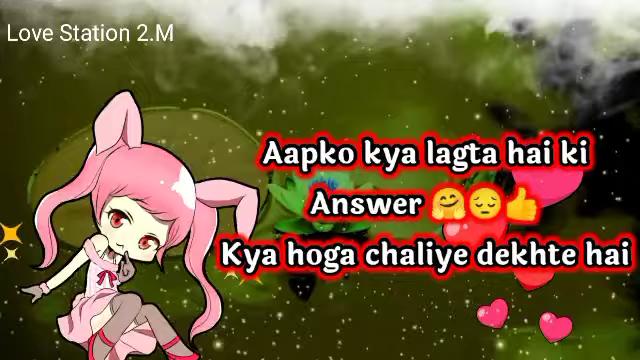 Love Station 2.M
Aapko kya lagta hai ki
Answer 🤗😔👍
Kya hoga chaliye dekhte hai